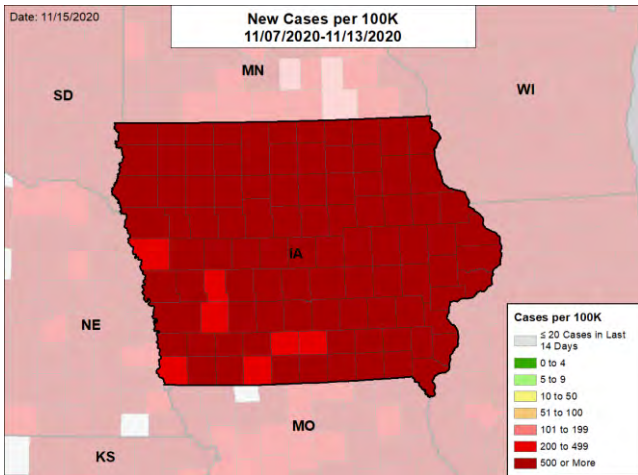 Date: 11/15/2020
New Cases per 100K
11/07/2020-11/13/2020
MN
SD
WI
IA
NE
MO
KS
Cases per 100K
≤ 20 Cases in Last
14 Days
0 to 4
5 to 9
10 to 50
51 to 100
101 to 199
200 to 499
500 or More